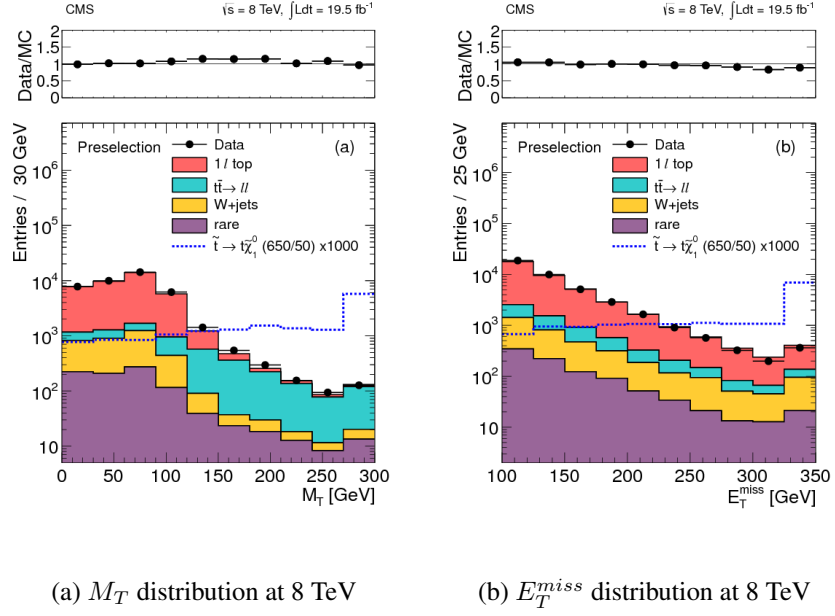 CMS √s = 8 TeV, ∫Ldt = 19.5 fb⁻¹
Data/MC
2
1.5
1
0.5
0
Entries / 30 GeV
Preselection (a)
Data
1 l top
tt̄→ ll
W+jets
rare
t̃ → tχ̃⁰₁ (650/50) x1000
10⁶
10⁵
10⁴
10³
10²
10
0 50 100 150 200 250 300
M_T [GeV]
(a) M_T distribution at 8 TeV
CMS √s = 8 TeV, ∫Ldt = 19.5 fb⁻¹
Data/MC
2
1.5
1
0.5
0
Entries / 25 GeV
Preselection (b)
Data
1 l top
tt̄→ ll
W+jets
rare
t̃ → tχ̃⁰₁ (650/50) x1000
10⁶
10⁵
10⁴
10³
10²
10
100 150 200 250 300 350
E_T^miss [GeV]
(b) E_T^miss distribution at 8 TeV